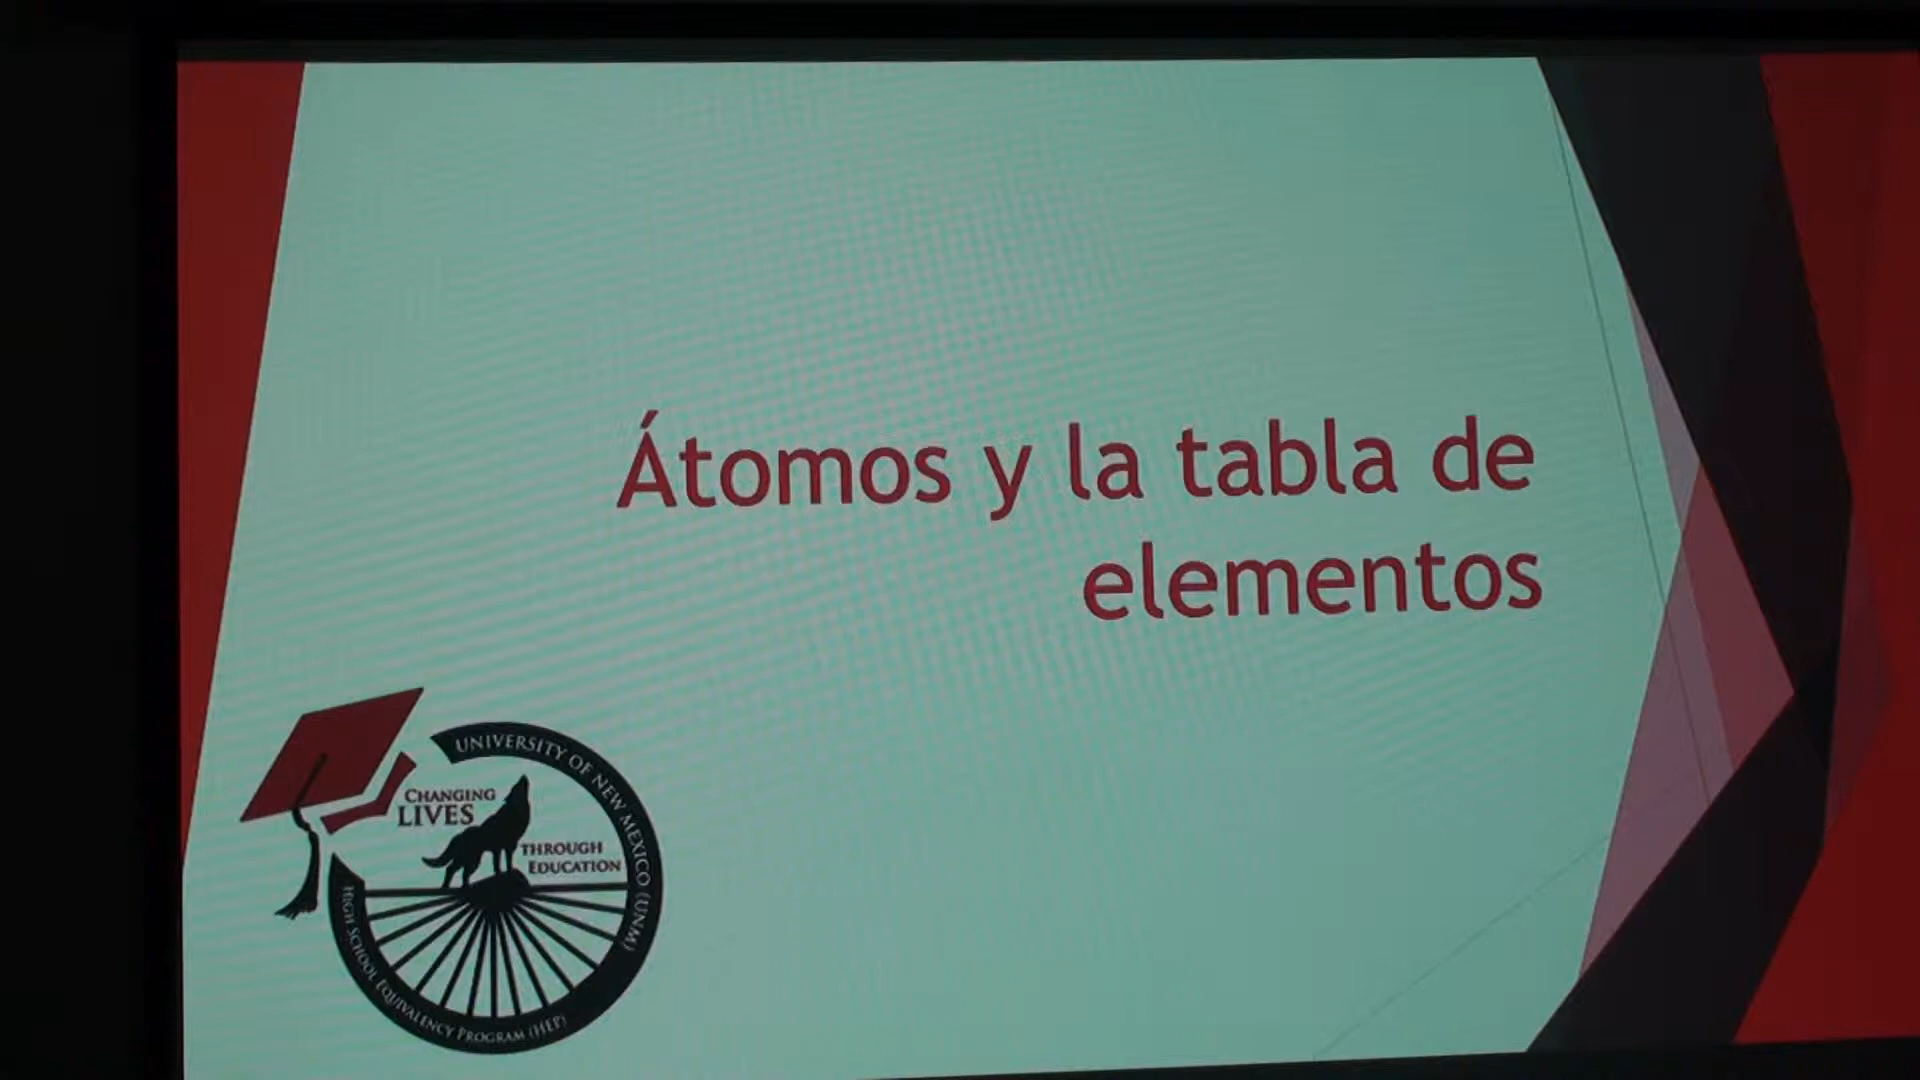 Átomos y la tabla de
elementos
UNIVERSITY OF NEW MEXICO (UNM)
CHANGING
LIVES
THROUGH
EDUCATION
HIGH SCHOOL EQUIVALENCY PROGRAM (HEP)